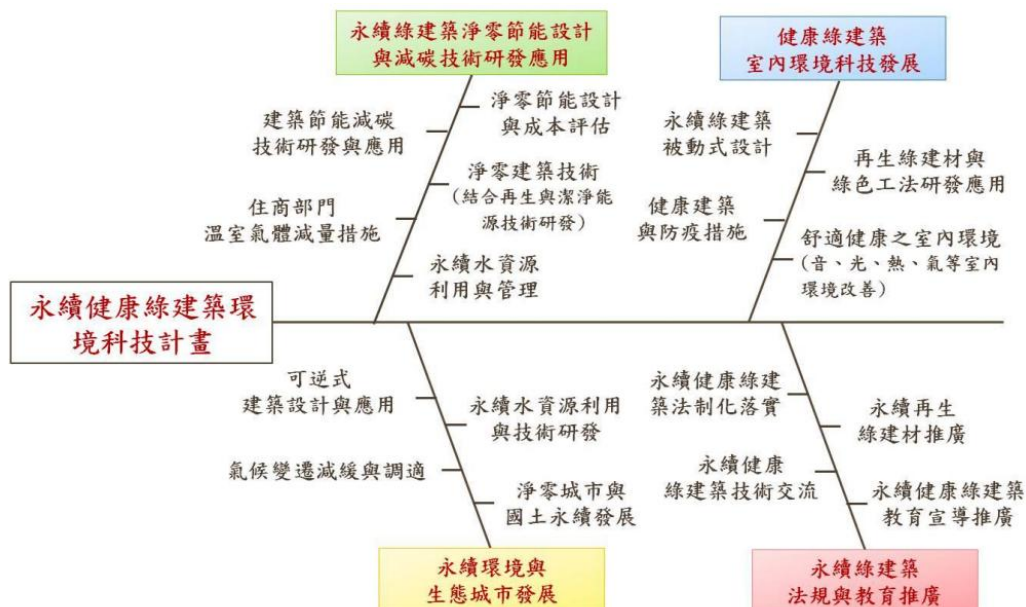 永續綠建築淨零節能設計
與減碳技術研發應用
健康綠建築
室內環境科技發展
建築節能減碳
技術研發與應用
淨零節能設計
與成本評估
住商部門
溫室氣體減量措施
淨零建築技術
(結合再生與潔淨能
源技術研發)
永續水資源
利用與管理
永續綠建築
被動式設計
再生綠建材與
綠色工法研發應用
健康建築
與防疫措施
舒適健康之室內環境
(音、光、熱、氣等室內
環境改善)
永續健康綠建築環
境科技計畫
可逆式
建築設計與應用
永續水資源利用
與技術研發
氣候變遷減緩與調適
淨零城市與
國土永續發展
永續健康綠建
築法制化落實
永續再生
綠建材推廣
永續健康
綠建築技術交流
永續健康綠建築
教育宣導推廣
永續環境與
生態城市發展
永續綠建築
法規與教育推廣